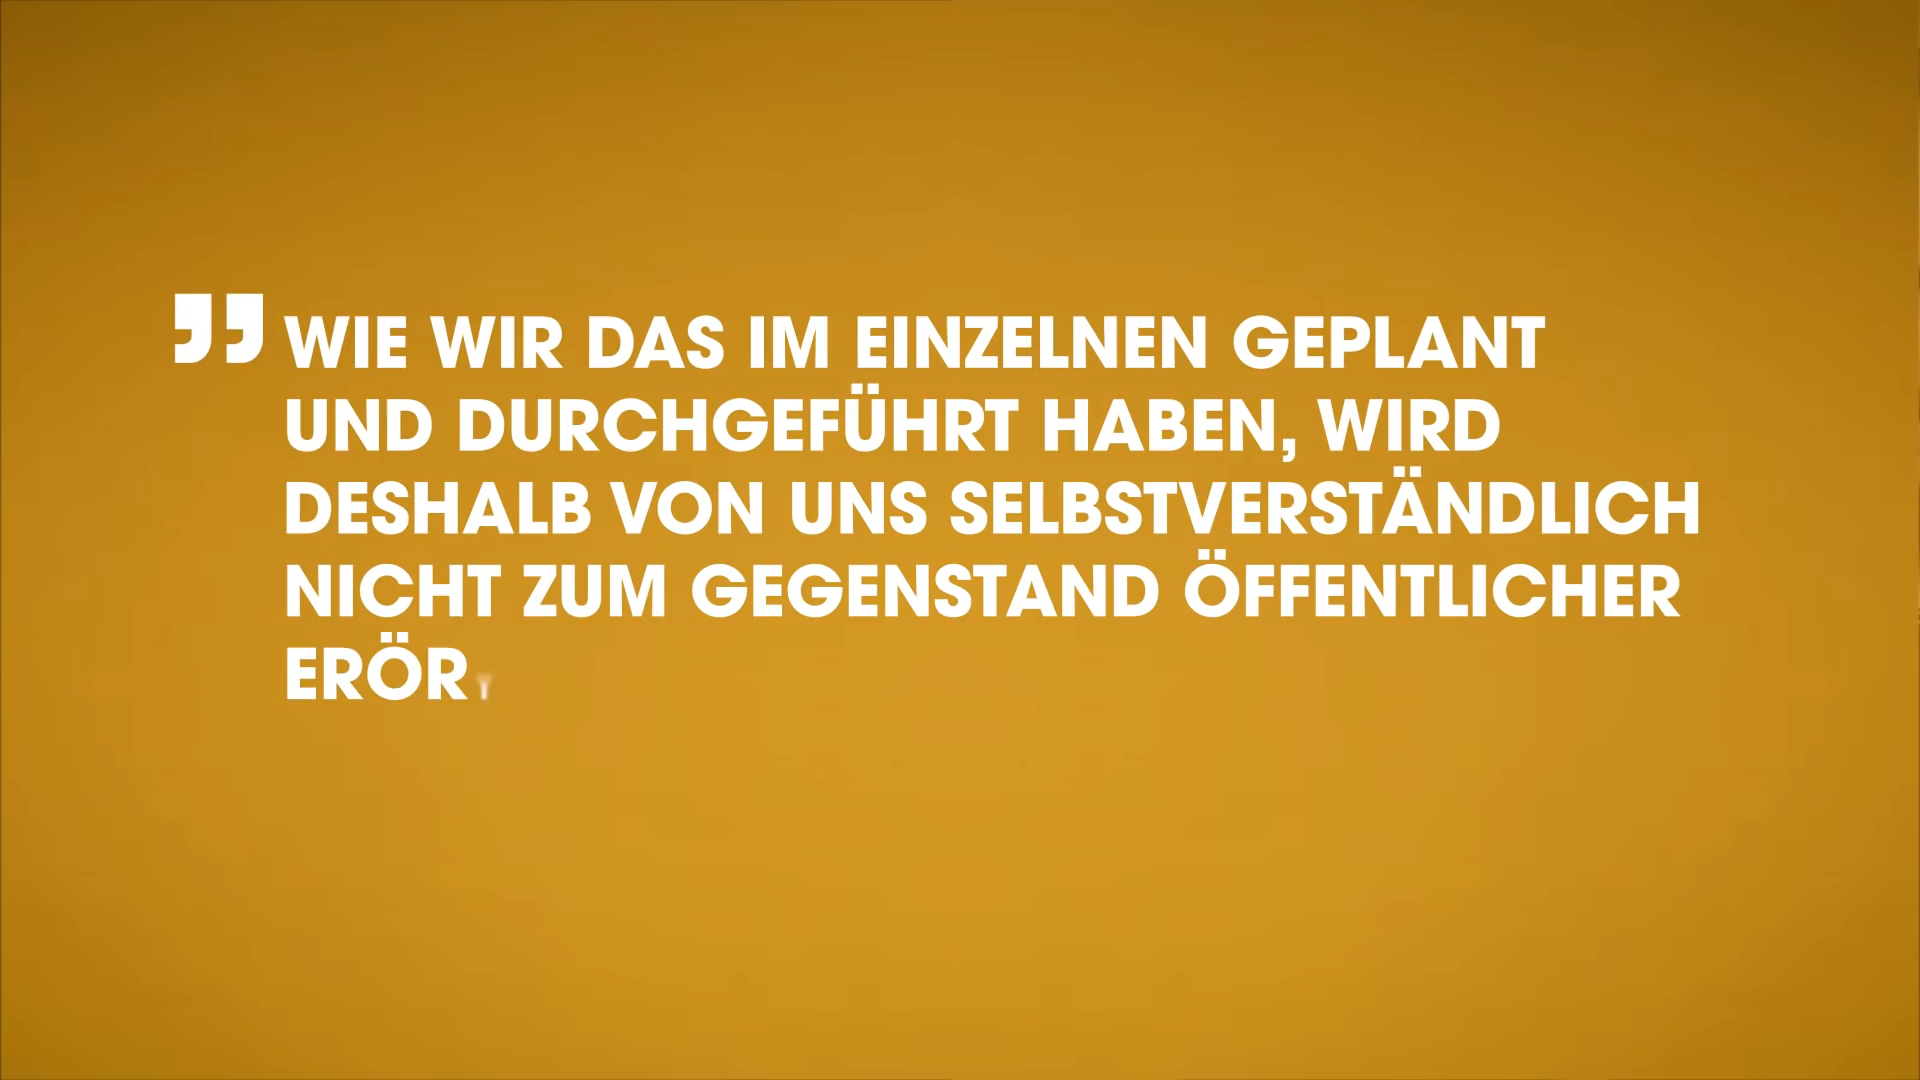 ” WIE WIR DAS IM EINZELNEN GEPLANT
UND DURCHGEFÜHRT HABEN, WIRD
DESHALB VON UNS SELBSTVERSTÄNDLICH
NICHT ZUM GEGENSTAND ÖFFENTLICHER
ERÖR